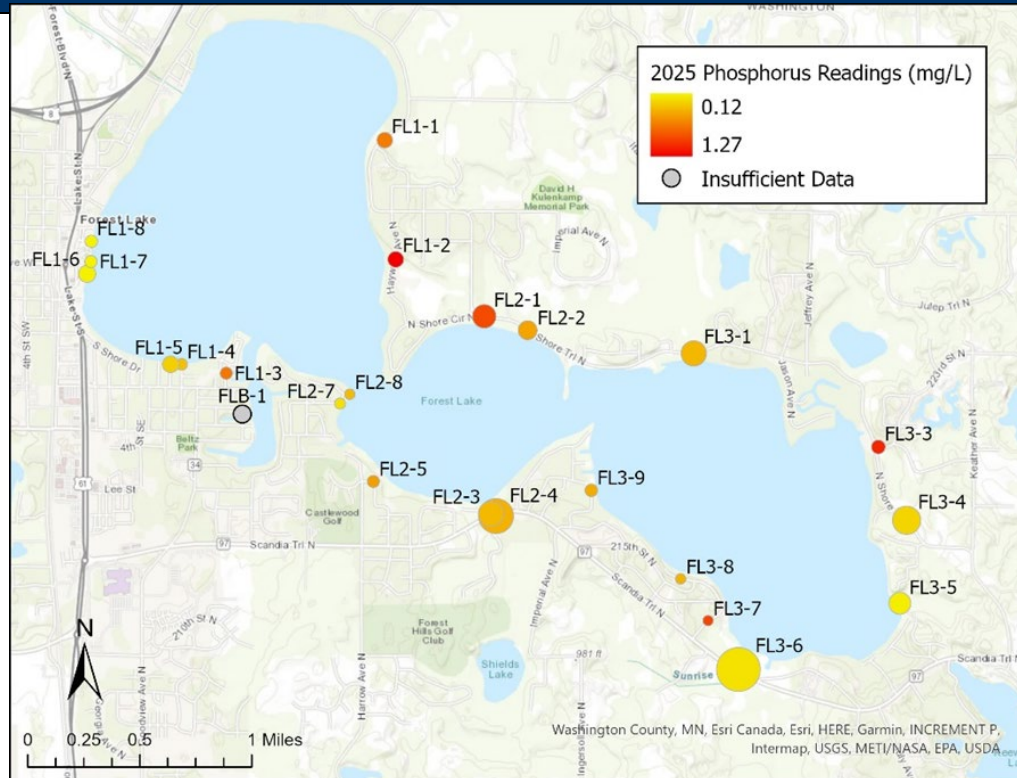 WASHINGTON
Forest Blvd N
8
Lake St N
2025 Phosphorus Readings (mg/L)
0.12
1.27
Insufficient Data
FL1-1
David H
Kulenkamp
Memorial Park
Imperial Ave N
Forest Lake
FL1-8
FL1-7
FL1-6
FL1-2
Lake St S
4th St SW
FL2-1
N Shore Cir N
FL2-2
Shore Trl N
FL3-1
Jeffrey Ave N
Julep Trl N
Jason Ave N
223rd St N
Keather Ave N
S Shore Dr
FL1-5
FL1-4
FL1-3
FLB-1
FL2-7
FL2-8
Forest Lake
4th St SE
Beltz
Park
34
Lee St
61
FL3-3
N Shore
FL3-4
FL2-5
Castlewood
Golf
FL2-3
FL2-4
FL3-9
97
Scandia Trl N
97
215th St N
Scandia Trl N
FL3-8
FL3-7
FL3-5
FL3-6
Imperial Ave N
Forest
Hills Golf
Club
Shields
Lake
981 ft
Sunrise
Scandia Trl N
97
210th St N
Harrow Ave N
Georgia Ave N
N
0 0.25 0.5 1 Miles
Washington County, MN, Esri Canada, Esri, HERE, Garmin, INCREMENT P,
Intermap, USGS, METI/NASA, EPA, USDA